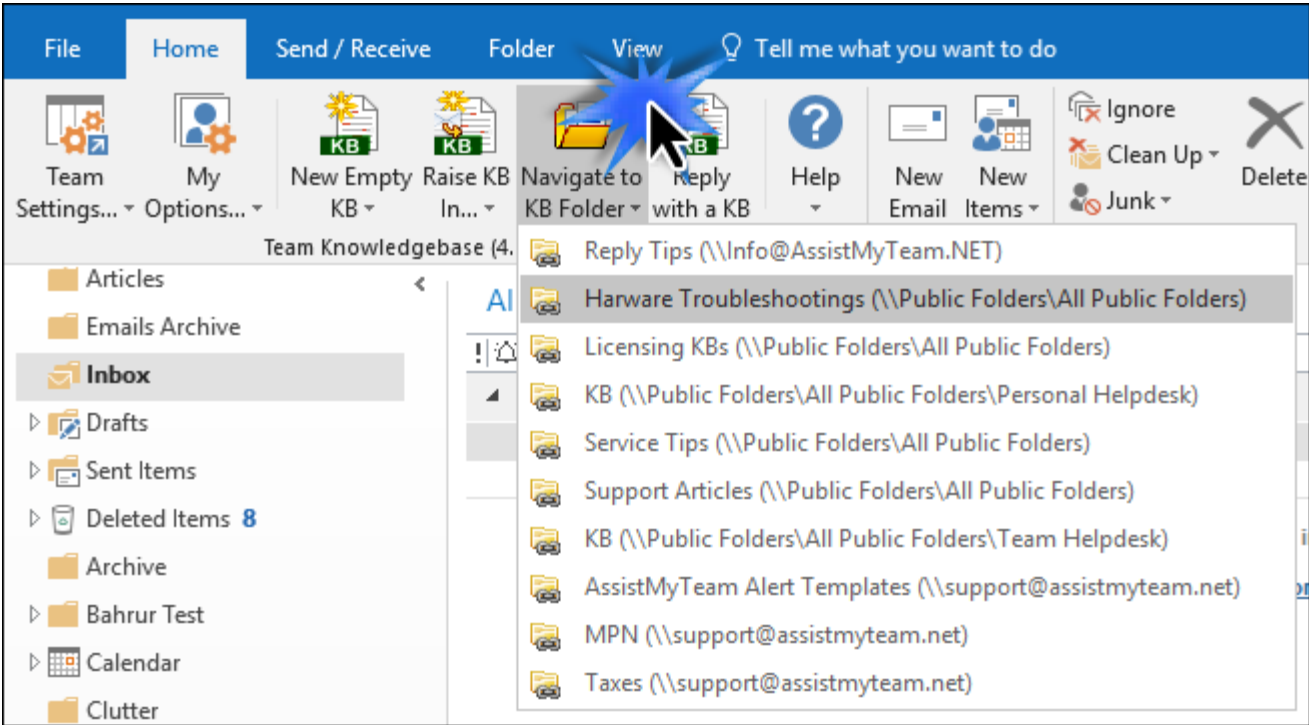 File Home Send / Receive Folder View Tell me what you want to do
Team Settings...
My Options...
KB
New Empty KB
KB
Raise KB In...
Navigate to KB Folder
KB
Reply with a KB
?
Help
New Email
New Items
Ignore
Clean Up
Junk
Delete
Team Knowledgebase (4.
Articles
Emails Archive
Inbox
Drafts
Sent Items
Deleted Items 8
Archive
Bahrur Test
Calendar
Clutter
Al
!
Reply Tips (\\Info@AssistMyTeam.NET)
Harware Troubleshootings (\\Public Folders\All Public Folders)
Licensing KBs (\\Public Folders\All Public Folders)
KB (\\Public Folders\All Public Folders\Personal Helpdesk)
Service Tips (\\Public Folders\All Public Folders)
Support Articles (\\Public Folders\All Public Folders)
KB (\\Public Folders\All Public Folders\Team Helpdesk)
AssistMyTeam Alert Templates (\\support@assistmyteam.net)
MPN (\\support@assistmyteam.net)
Taxes (\\support@assistmyteam.net)